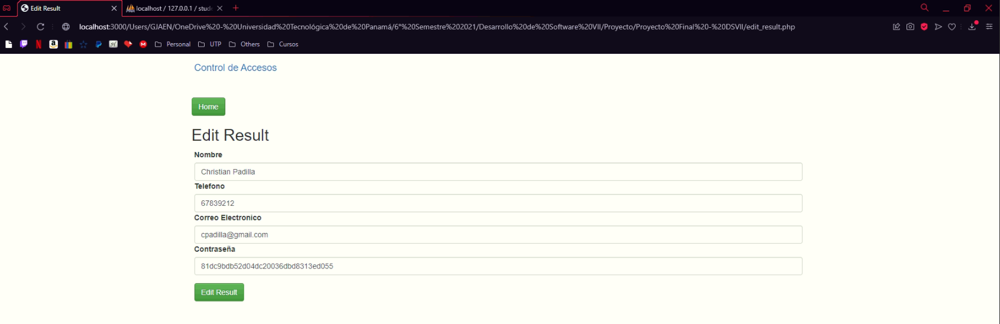 Edit Result
localhost / 127.0.0.1 / stud
localhost:3000/Users/GJAEN/OneDrive%20-%20Universidad%20Tecnológica%20de%20Panamá/6°%20Semestre%202021/Desarrollo%20de%20Software%20VII/Proyecto/Proyecto%20Final%20-%20DSVII/edit_result.php
Personal UTP Others Cursos
Control de Accesos
Home
Edit Result
Nombre
Christian Padilla
Telefono
67839212
Correo Electronico
cpadilla@gmail.com
Contraseña
81dc9bdb52d04dc20036dbd8313ed055
Edit Result